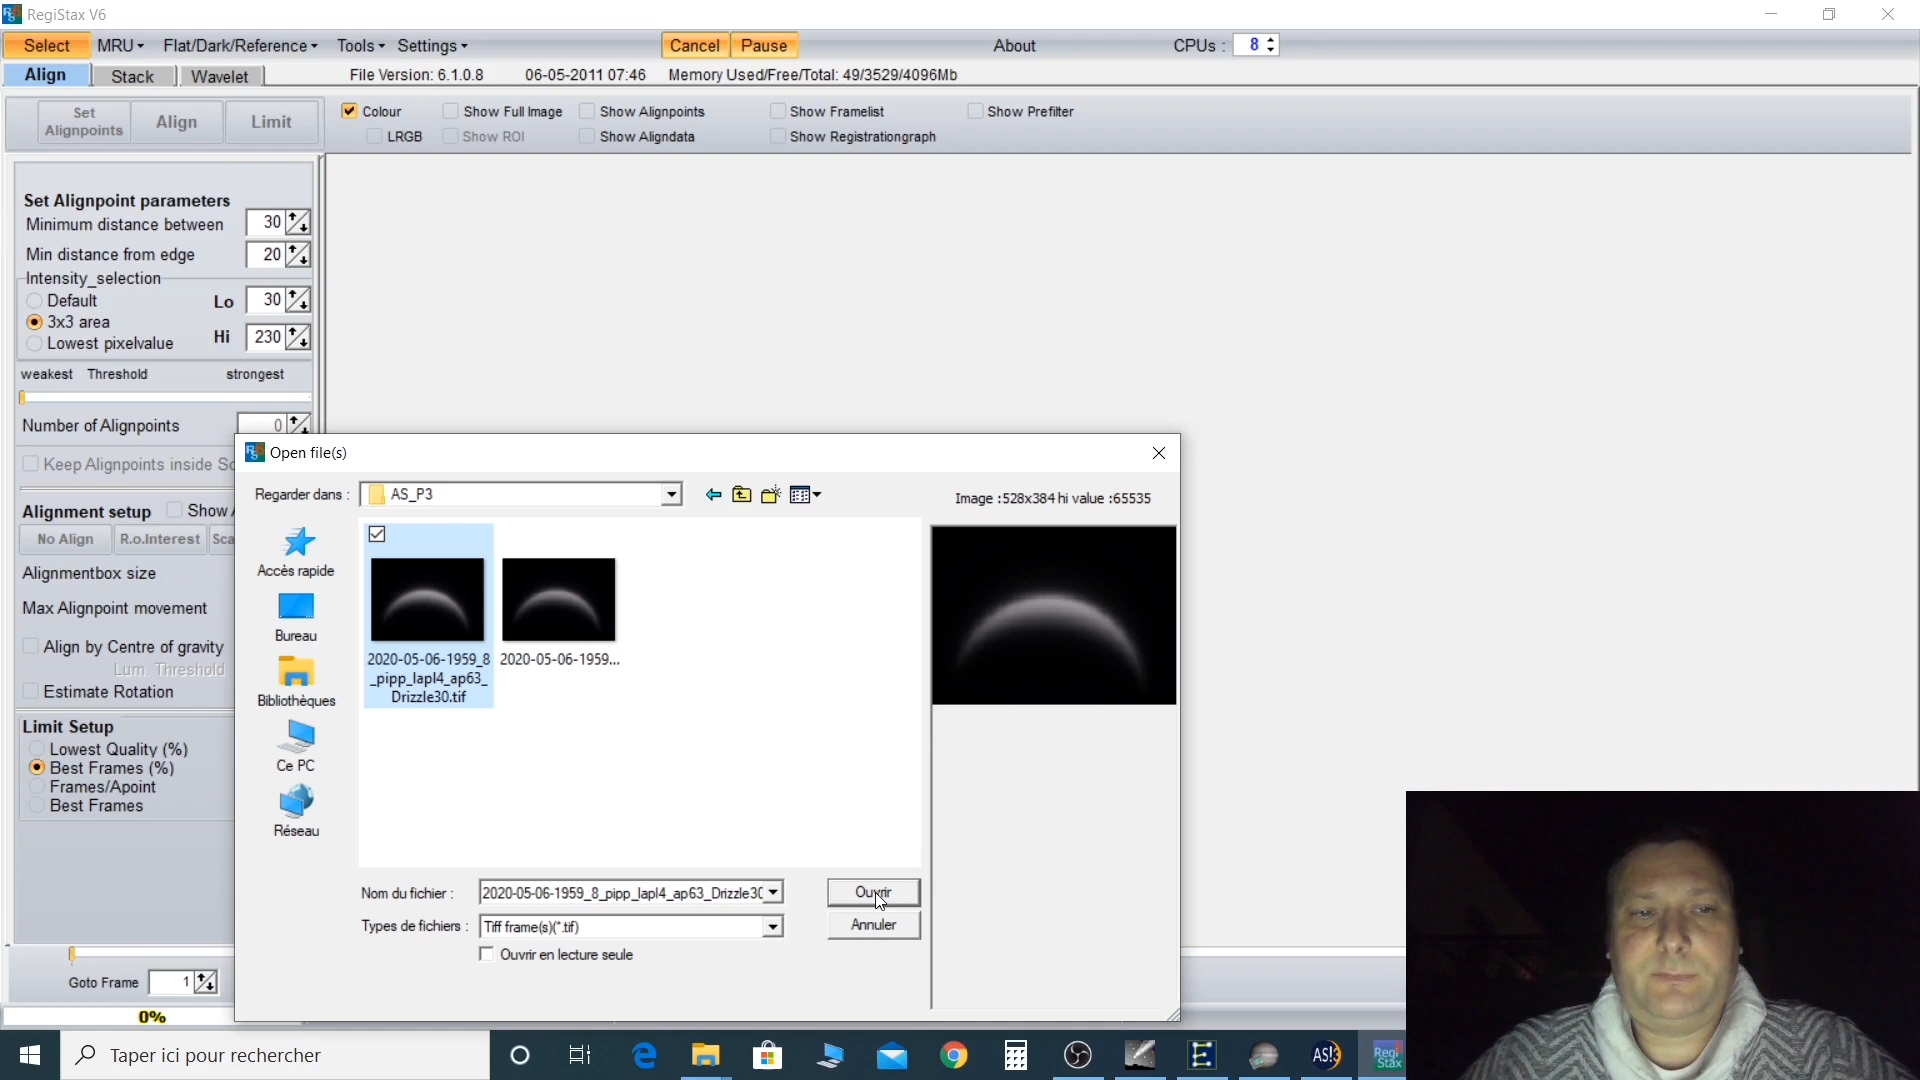 RegiStax V6
Select MRU Flat/Dark/Reference Tools Settings Cancel Pause About CPUs : 8
Align Stack Wavelet File Version: 6.1.0.8 06-05-2011 07:46 Memory Used/Free/Total: 49/3529/4096Mb
Set Alignpoints Align Limit
Colour Show Full Image Show Alignpoints Show Framelist Show Prefilter
LRGB Show ROI Show Aligndata Show Registrationgraph
Set Alignpoint parameters
Minimum distance between 30
Min distance from edge 20
Intensity_selection
Default Lo 30
3x3 area
Hi 230
Lowest pixelvalue
weakest Threshold strongest
Number of Alignpoints 0
Keep Alignpoints inside
Alignment setup Show
No Align R.o.Interest
Alignmentbox size
Max Alignpoint movement
Align by Centre of gravity
Lum. Threshold
Estimate Rotation
Limit Setup
Lowest Quality (%)
Best Frames (%)
Frames/Apoint
Best Frames
Goto Frame 1
0%
Open file(s)
Regarder dans : AS_P3
Image :528x384 hi value :65535
Accès rapide
Bureau
Bibliothèques
Ce PC
Réseau
2020-05-06-1959_8
_pipp_lapl4_ap63_
Drizzle30.tif
2020-05-06-1959...
Nom du fichier : 2020-05-06-1959_8_pipp_lapl4_ap63_Drizzle30
Ouvrir
Types de fichiers : Tiff frame(s)(*.tif)
Annuler
Ouvrir en lecture seule
Taper ici pour rechercher
AS!3
Regi
Stax